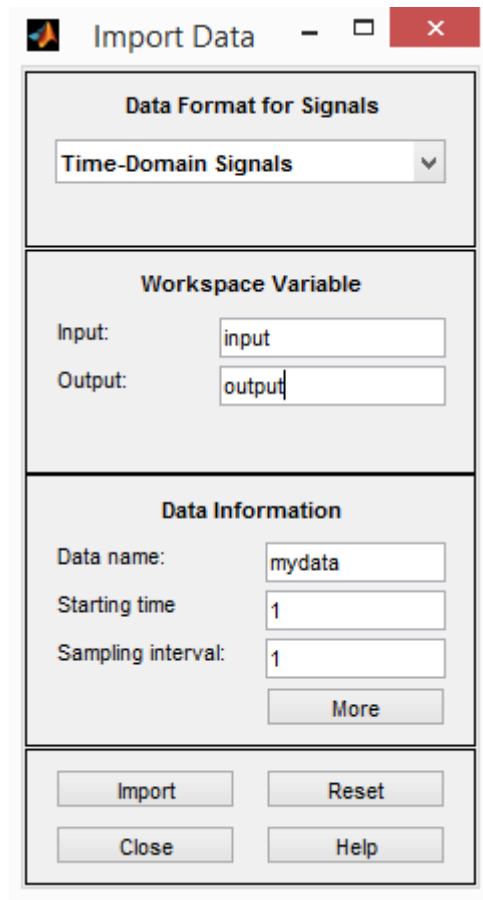 Import Data
Data Format for Signals
Time-Domain Signals
Workspace Variable
Input: input
Output: output
Data Information
Data name: mydata
Starting time 1
Sampling interval: 1
More
Import Reset
Close Help